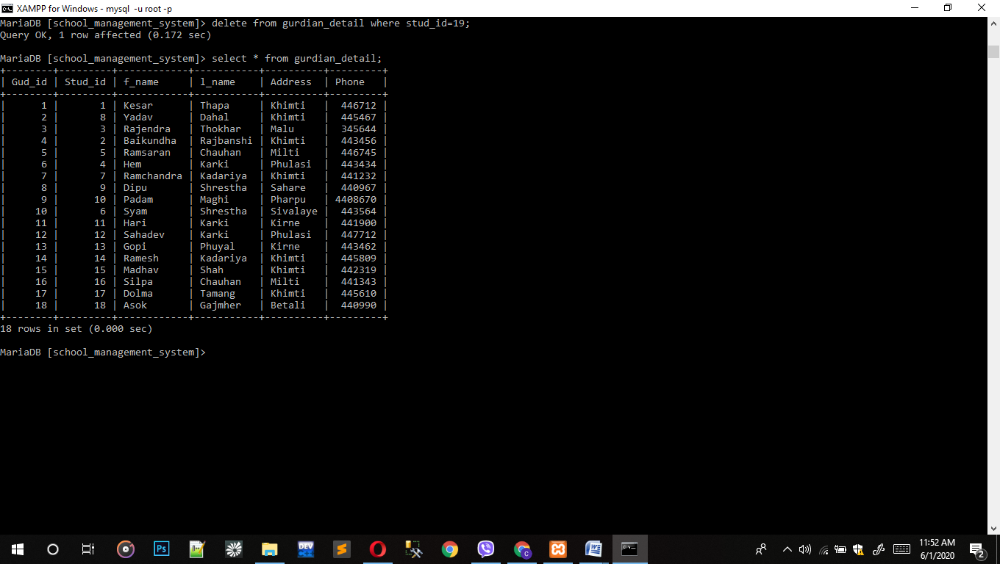 XAMPP for Windows - mysql  -u root -p
MariaDB [school_management_system]> delete from gurdian_detail where stud_id=19;
Query OK, 1 row affected (0.172 sec)
MariaDB [school_management_system]> select * from gurdian_detail;
+--------+---------+------------+-----------+----------+---------+
| Gud_id | Stud_id | f_name     | l_name    | Address  | Phone   |
+--------+---------+------------+-----------+----------+---------+
|      1 |       1 | Kesar      | Thapa     | Khimti   |  446712 |
|      2 |       8 | Yadav      | Dahal     | Khimti   |  445467 |
|      3 |       3 | Rajendra   | Thokhar   | Malu     |  345644 |
|      4 |       2 | Baikundha  | Rajbanshi | Khimti   |  443456 |
|      5 |       5 | Ramsaran   | Chauhan   | Milti    |  446745 |
|      6 |       4 | Hem        | Karki     | Phulasi  |  443434 |
|      7 |       7 | Ramchandra | Kadariya  | Khimti   |  441232 |
|      8 |       9 | Dipu       | Shrestha  | Sahare   |  440967 |
|      9 |      10 | Padam      | Maghi     | Pharpu   | 4408670 |
|     10 |       6 | Syam       | Shrestha  | Sivalaye |  443564 |
|     11 |      11 | Hari       | Karki     | Kirne    |  441900 |
|     12 |      12 | Sahadev    | Karki     | Phulasi  |  447712 |
|     13 |      13 | Gopi       | Phuyal    | Kirne    |  443462 |
|     14 |      14 | Ramesh     | Kadariya  | Khimti   |  445809 |
|     15 |      15 | Madhav     | Shah      | Khimti   |  442319 |
|     16 |      16 | Silpa      | Chauhan   | Milti    |  441343 |
|     17 |      17 | Dolma      | Tamang    | Khimti   |  445610 |
|     18 |      18 | Asok       | Gajmher   | Betali   |  440990 |
+--------+---------+------------+-----------+----------+---------+
18 rows in set (0.000 sec)
MariaDB [school_management_system]>
Ps
DEV
C
W
11:52 AM
6/1/2020
2